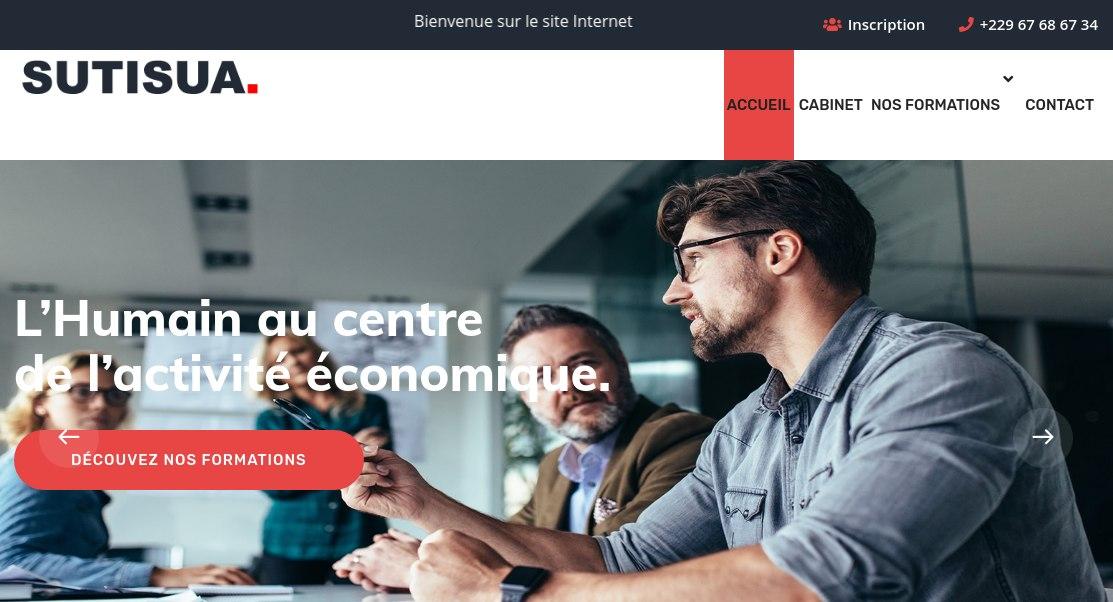 Bienvenue sur le site Internet
Inscription
+229 67 68 67 34
SUTISUA.
ACCUEIL CABINET NOS FORMATIONS CONTACT
L’Humain au centre
de l’activité économique.
DÉCOUVEZ NOS FORMATIONS